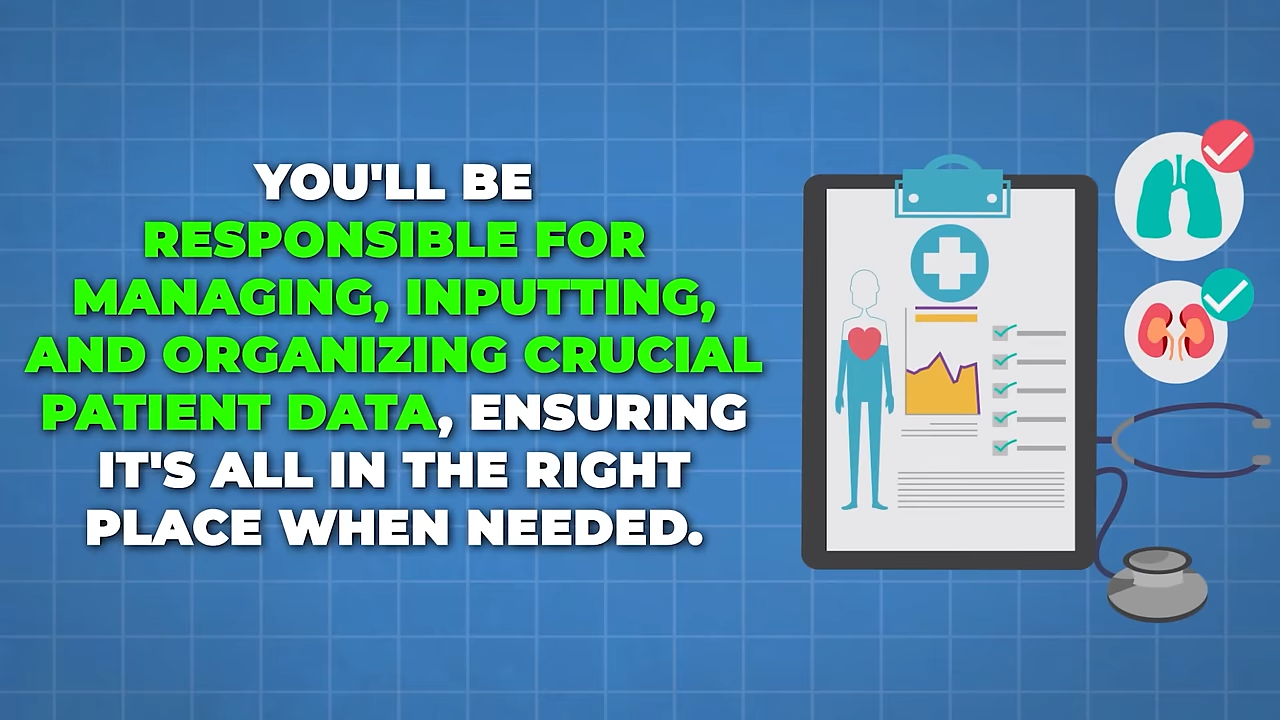 YOU'LL BE
RESPONSIBLE FOR
MANAGING, INPUTTING,
AND ORGANIZING CRUCIAL
PATIENT DATA, ENSURING
IT'S ALL IN THE RIGHT
PLACE WHEN NEEDED.